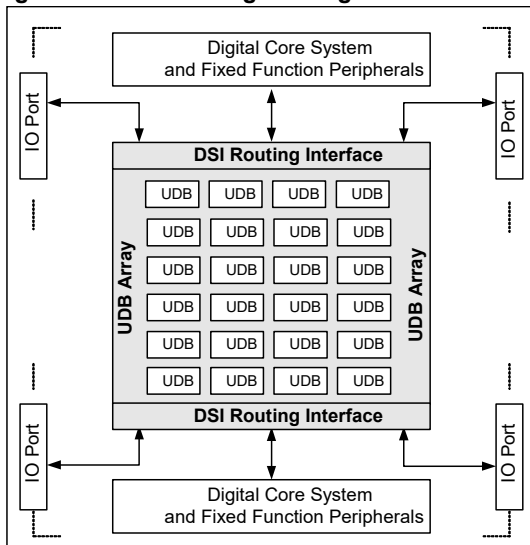 Digital Core System
and Fixed Function Peripherals
IO Port
IO Port
DSI Routing Interface
UDB UDB UDB UDB
UDB UDB UDB UDB
UDB UDB UDB UDB
UDB UDB UDB UDB
UDB UDB UDB UDB
UDB UDB UDB UDB
UDB Array
UDB Array
DSI Routing Interface
IO Port
IO Port
Digital Core System
and Fixed Function Peripherals